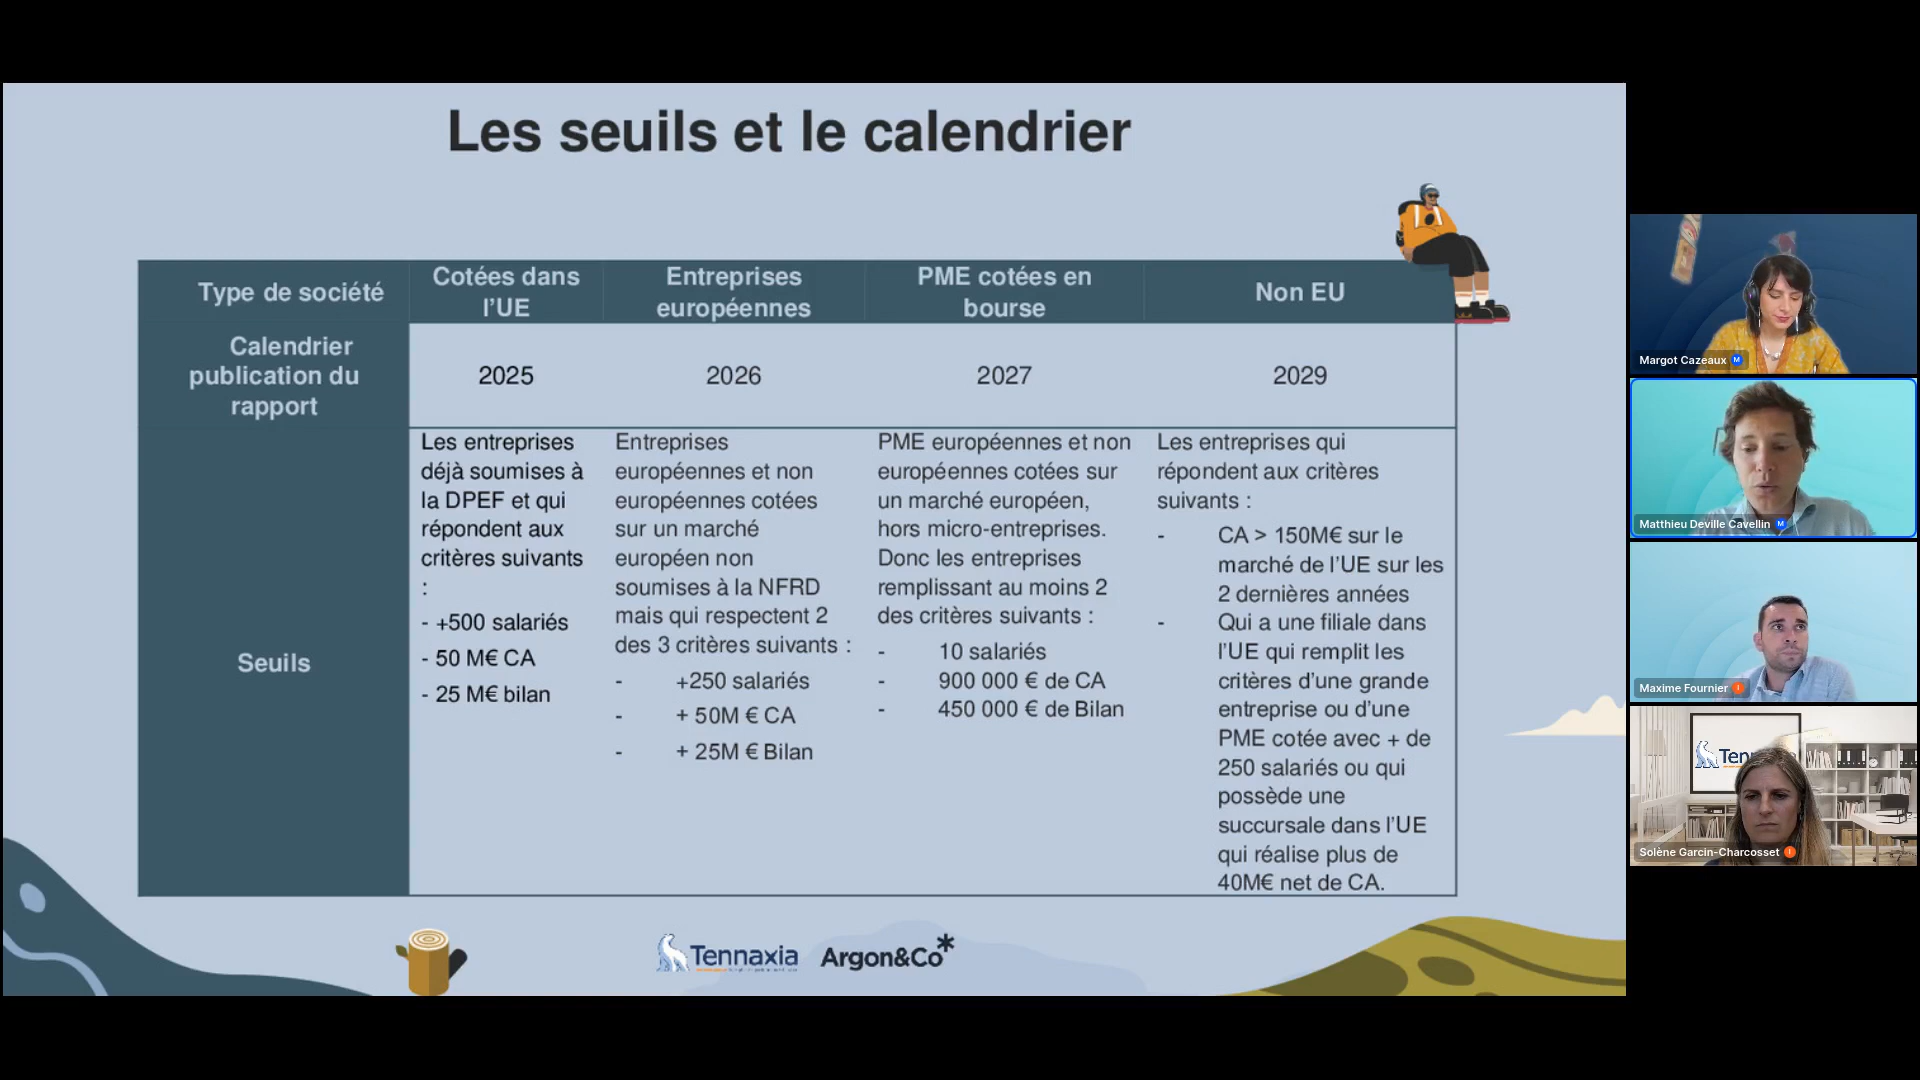 Les seuils et le calendrier
Type de société
Cotées dans
l’UE
Entreprises
européennes
PME cotées en
bourse
Non EU
Calendrier
publication du
rapport
2025
2026
2027
2029
Seuils
Les entreprises
déjà soumises à
la DPEF et qui
répondent aux
critères suivants
:
- +500 salariés
- 50 M€ CA
- 25 M€ bilan
Entreprises
européennes et non
européennes cotées
sur un marché
européen non
soumises à la NFRD
mais qui respectent 2
des 3 critères suivants :
- +250 salariés
- + 50M € CA
- + 25M € Bilan
PME européennes et non
européennes cotées sur
un marché européen,
hors micro-entreprises.
Donc les entreprises
remplissant au moins 2
des critères suivants :
- 10 salariés
- 900 000 € de CA
- 450 000 € de Bilan
Les entreprises qui
répondent aux critères
suivants :
- CA > 150M€ sur le
marché de l’UE sur les
2 dernières années
- Qui a une filiale dans
l’UE qui remplit les
critères d’une grande
entreprise ou d’une
PME cotée avec + de
250 salariés ou qui
possède une
succursale dans l’UE
qui réalise plus de
40M€ net de CA.
Tennaxia
Argon&Co*
Margot Cazeaux M
Matthieu Deville Cavellin M
Maxime Fournier I
Ten
Solène Garcin-Charcosset I